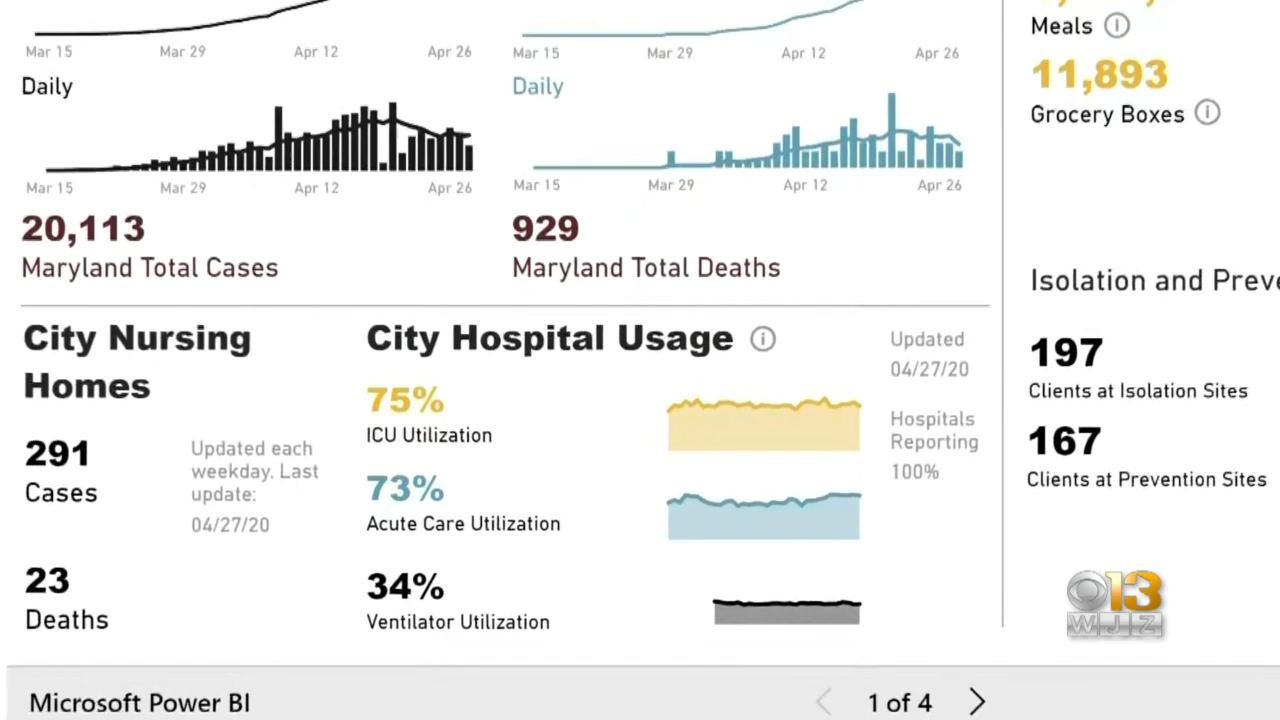 Mar 15 Mar 29 Apr 12 Apr 26
Mar 15 Mar 29 Apr 12 Apr 26
Daily
Daily
Mar 15 Mar 29 Apr 12 Apr 26
Mar 15 Mar 29 Apr 12 Apr 26
20,113
Maryland Total Cases
929
Maryland Total Deaths
City Nursing
Homes
291
Cases
Updated each
weekday. Last
update:
04/27/20
23
Deaths
City Hospital Usage
75%
ICU Utilization
73%
Acute Care Utilization
34%
Ventilator Utilization
Updated
04/27/20
Hospitals
Reporting
100%
Meals
11,893
Grocery Boxes
Isolation and
197
Clients at Isolation Sites
167
Clients at Prevention Sites
13
WJZ
Microsoft Power BI
1 of 4